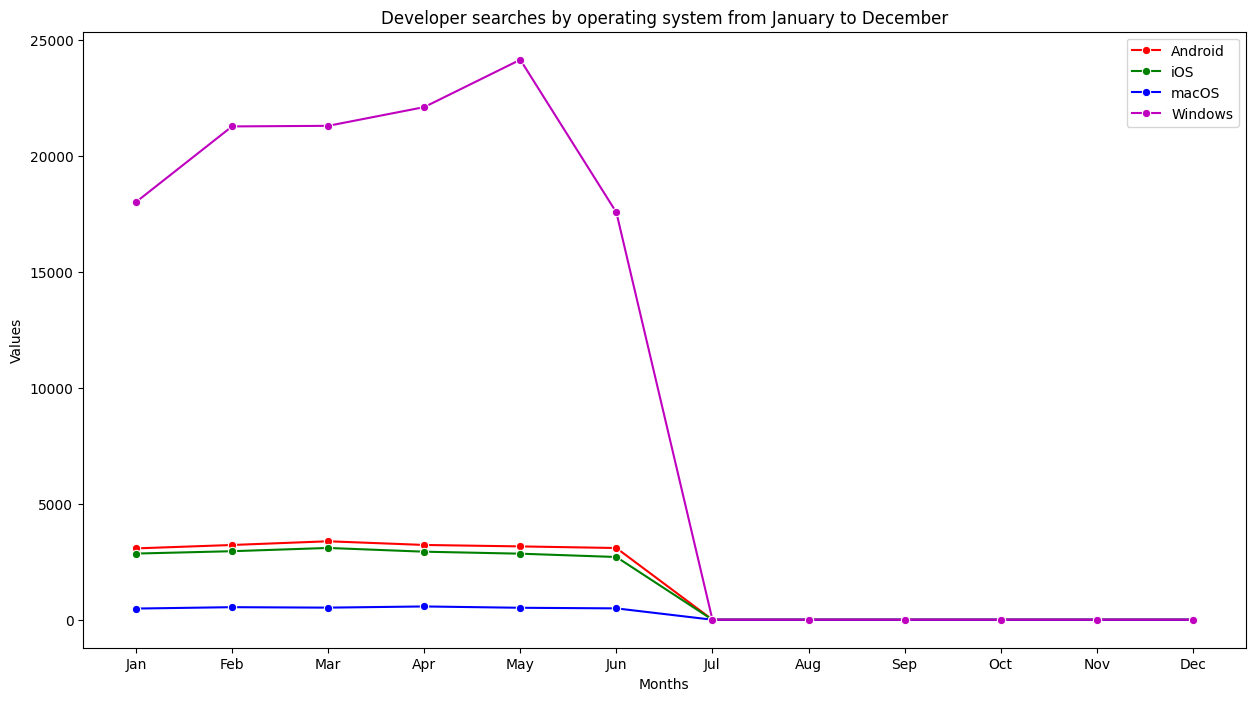 Developer searches by operating system from January to December
25000
20000
15000
10000
5000
0
Values
Android
iOS
macOS
Windows
Jan Feb Mar Apr May Jun Jul Aug Sep Oct Nov Dec
Months